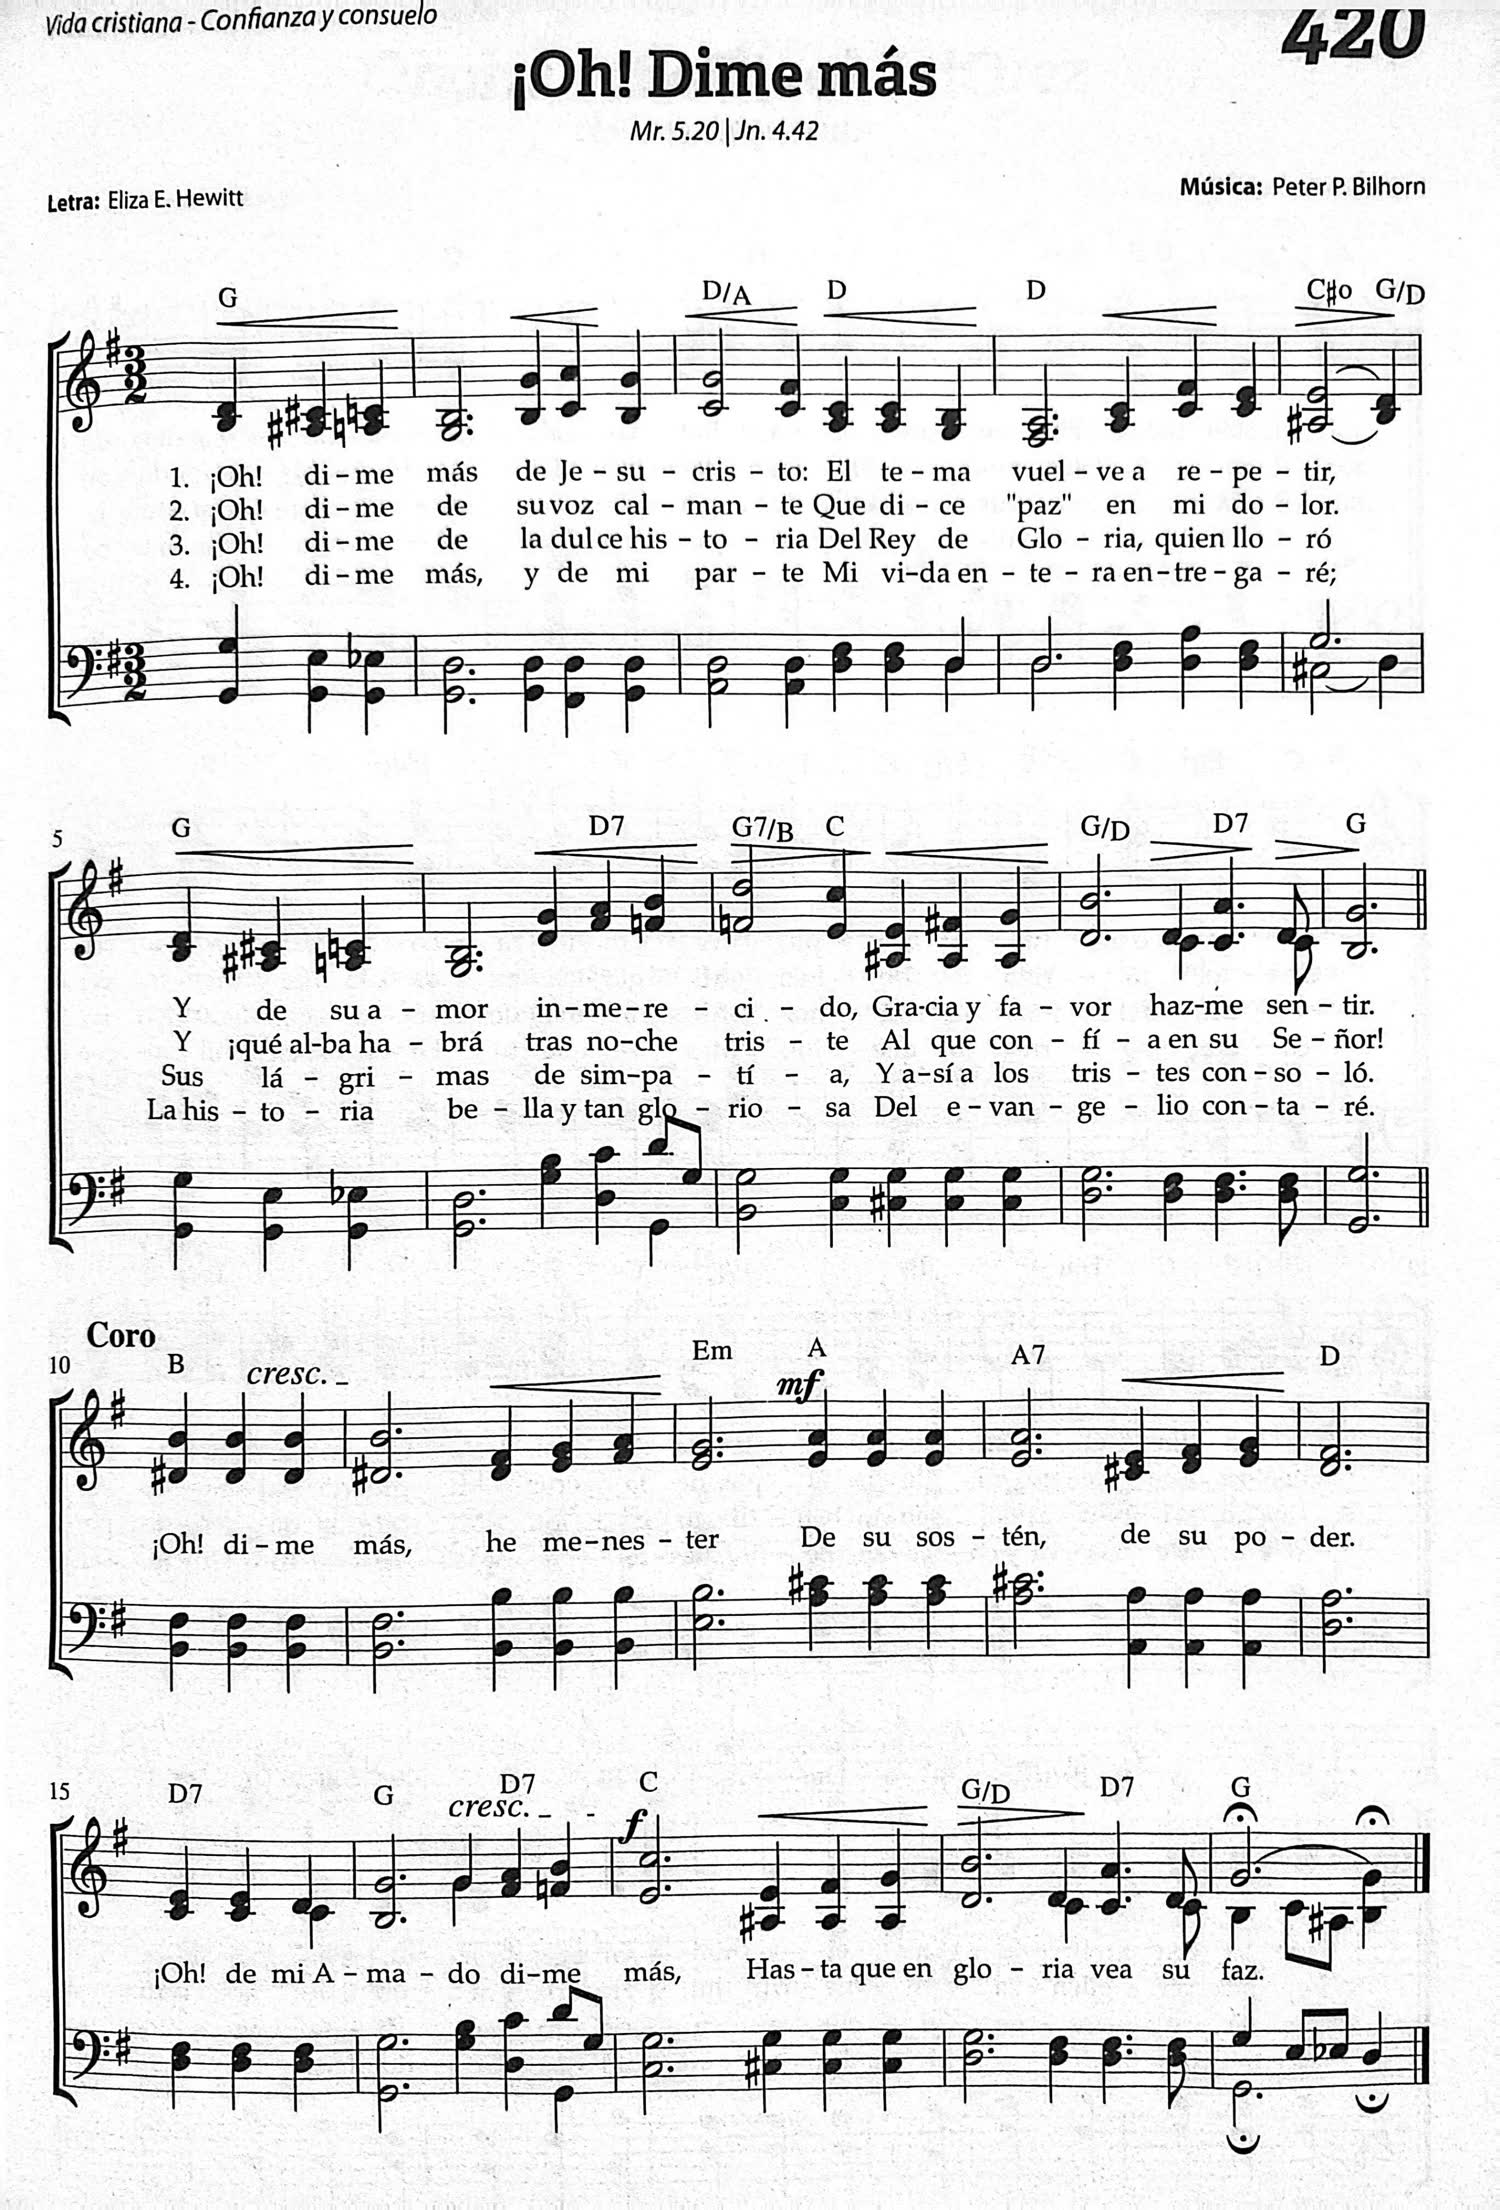 Vida cristiana - Confianza y consuelo
420
¡Oh! Dime más
Mr. 5.20 | Jn. 4.42
Letra: Eliza E. Hewitt
Música: Peter P. Bilhorn
G D/A D D C#o G/D
1. ¡Oh! di-me más de Je-su-cris-to: El te-ma vuel-ve a re-pe-tir,
2. ¡Oh! di-me de su voz cal-man-te Que di-ce "paz" en mi do-lor.
3. ¡Oh! di-me de la dulce his-to-ria Del Rey de Glo-ria, quien llo-ró
4. ¡Oh! di-me más, y de mi par-te Mi vi-da en-te-ra en-tre-ga-ré;
5
G D7 G7/B C G/D D7 G
Y de su a-mor in-me-re-ci-do, Gra-cia y fa-vor haz-me sen-tir.
Y ¡qué al-ba ha-brá tras no-che tris-te Al que con-fí-a en su Se-ñor!
Sus lá-gri-mas de sim-pa-tí-a, Y a-sí a los tris-tes con-so-ló.
La his-to-ria be-lla y tan glo-rio-sa Del e-van-ge-lio con-ta-ré.
Coro
10
B cresc. Em A A7 D
mf
¡Oh! di-me más, he me-nes-ter De su sos-tén, de su po-der.
15
D7 G D7 C G/D D7 G
cresc. f
¡Oh! de mi A-ma-do di-me más, Has-ta que en glo-ria vea su faz.